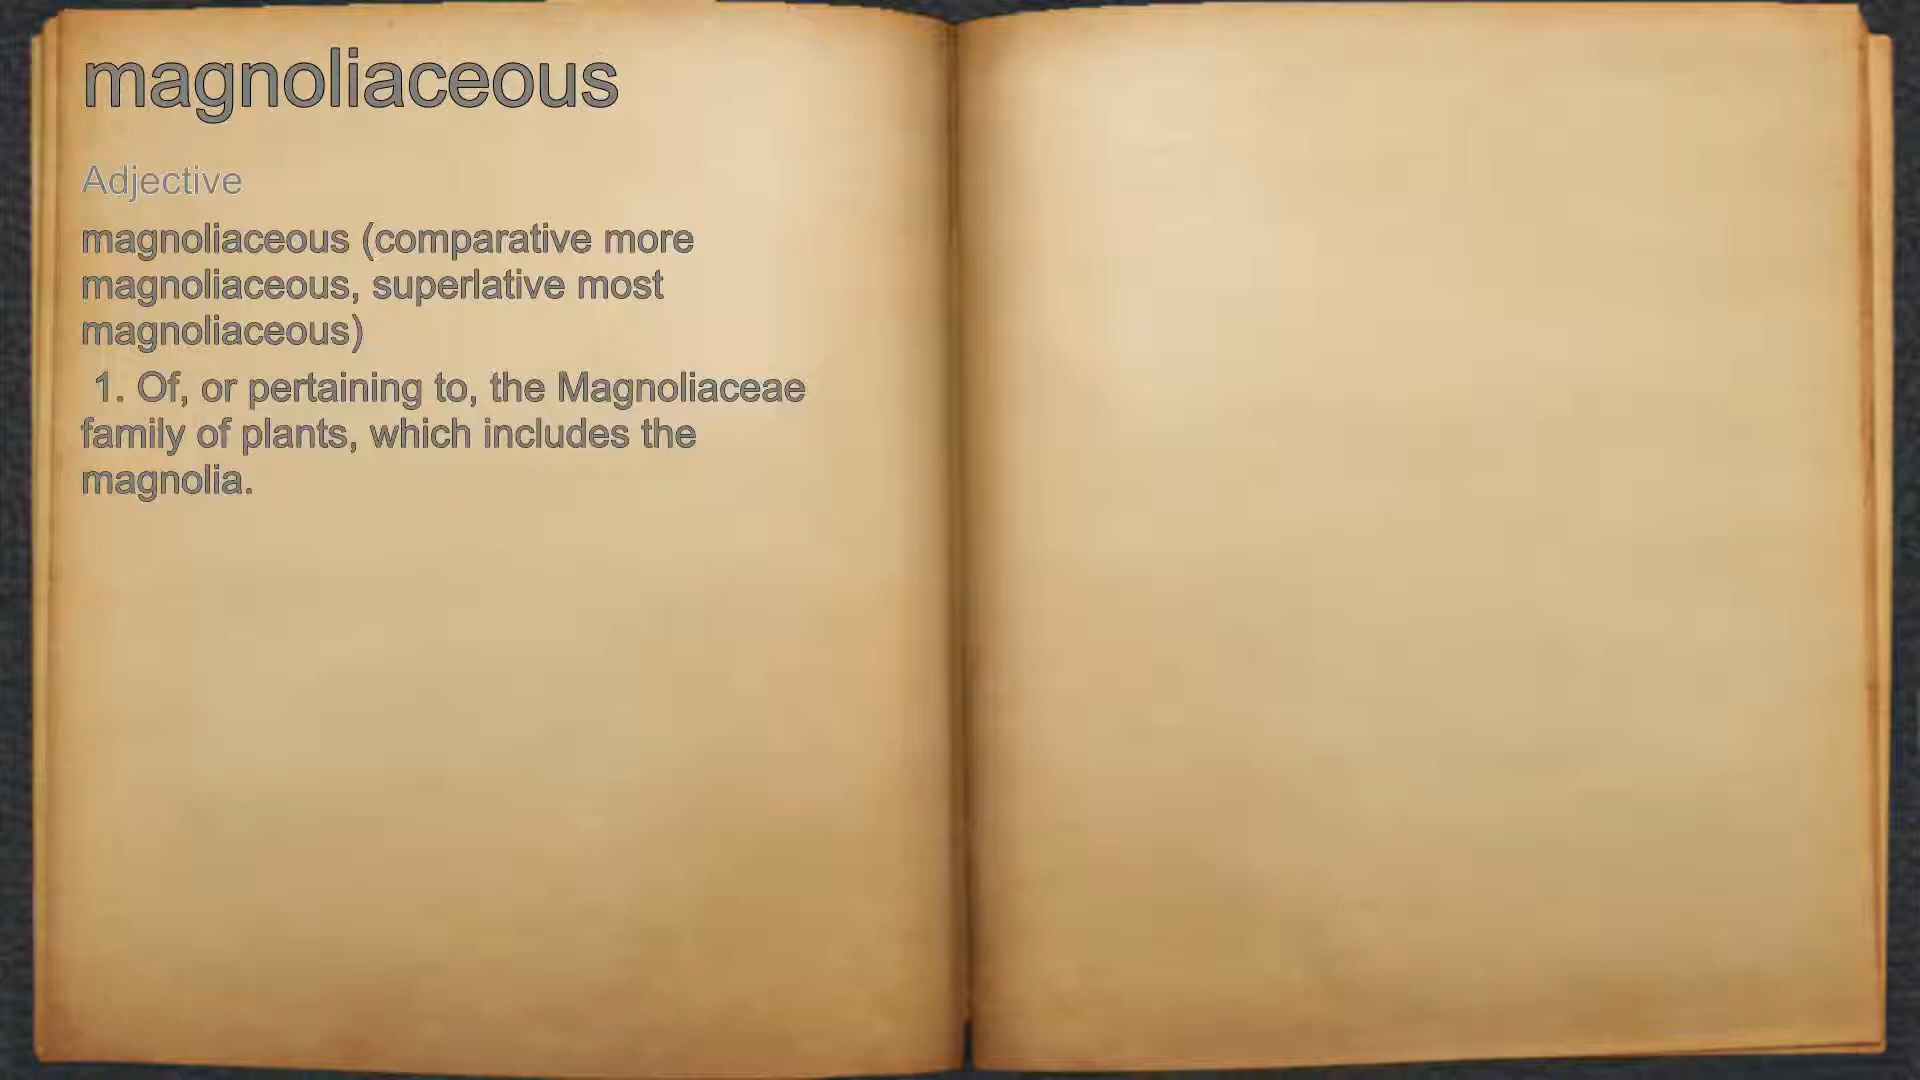 magnoliaceous
Adjective
magnoliaceous (comparative more
magnoliaceous, superlative most
magnoliaceous)
1. Of, or pertaining to, the Magnoliaceae
family of plants, which includes the
magnolia.